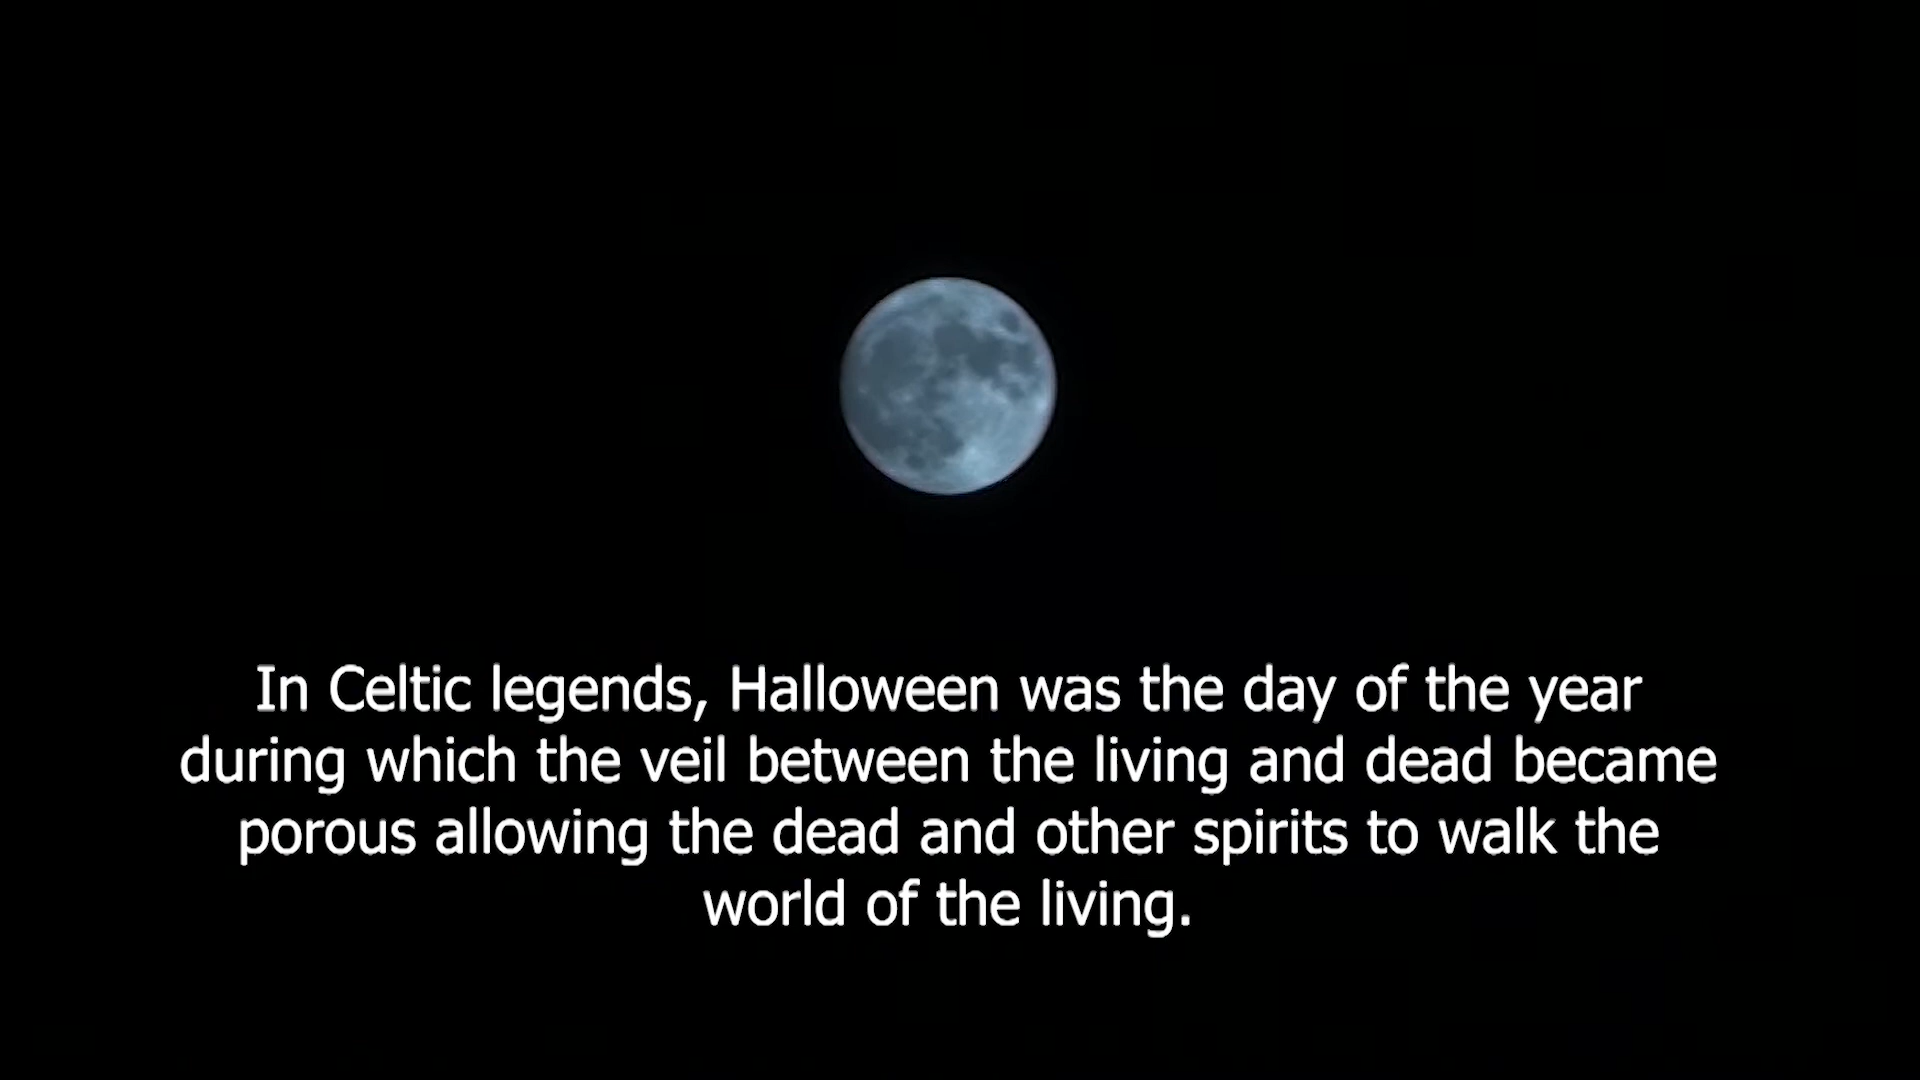 In Celtic legends, Halloween was the day of the year
during which the veil between the living and dead became
porous allowing the dead and other spirits to walk the
world of the living.